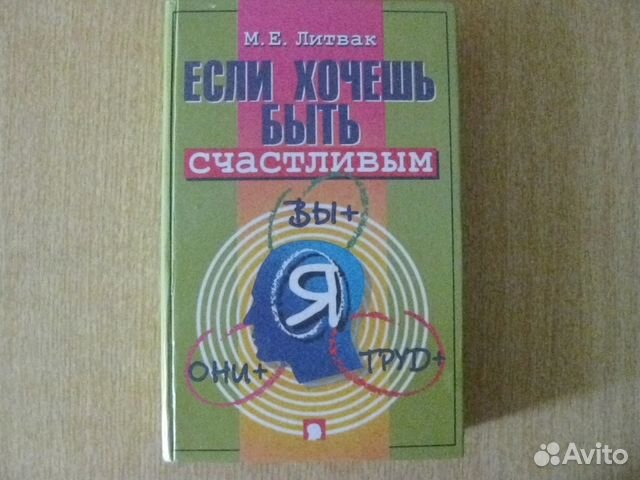 М. Е. Литвак
ЕСЛИ ХОЧЕШЬ
БЫТЬ
СЧАСТЛИВЫМ
ВЫ+
Я
ОНИ+
ТРУД+
Avito